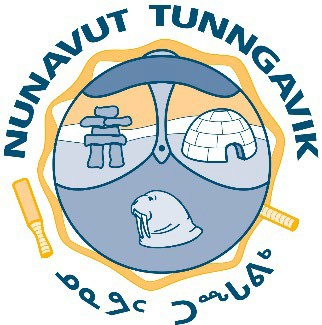 NUNAVUT TUNNGAVIK
ᓄᓇᕗᑦ ᑐᙵᕕᒃ